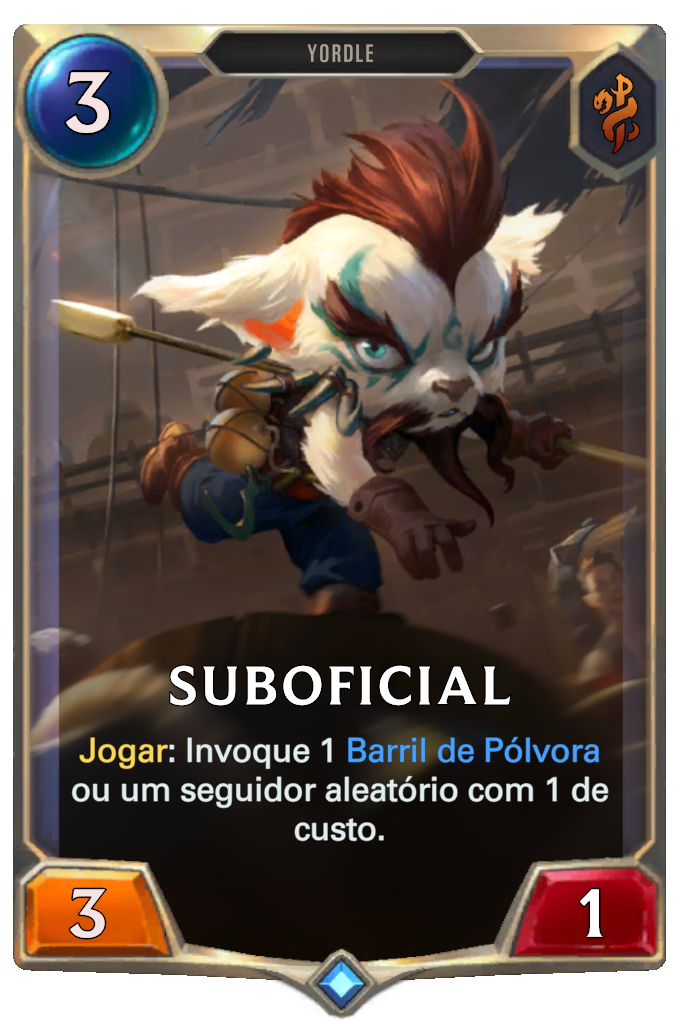 3
YORDLE
SUBOFICIAL
Jogar: Invoque 1 Barril de Pólvora
ou um seguidor aleatório com 1 de
custo.
3
1